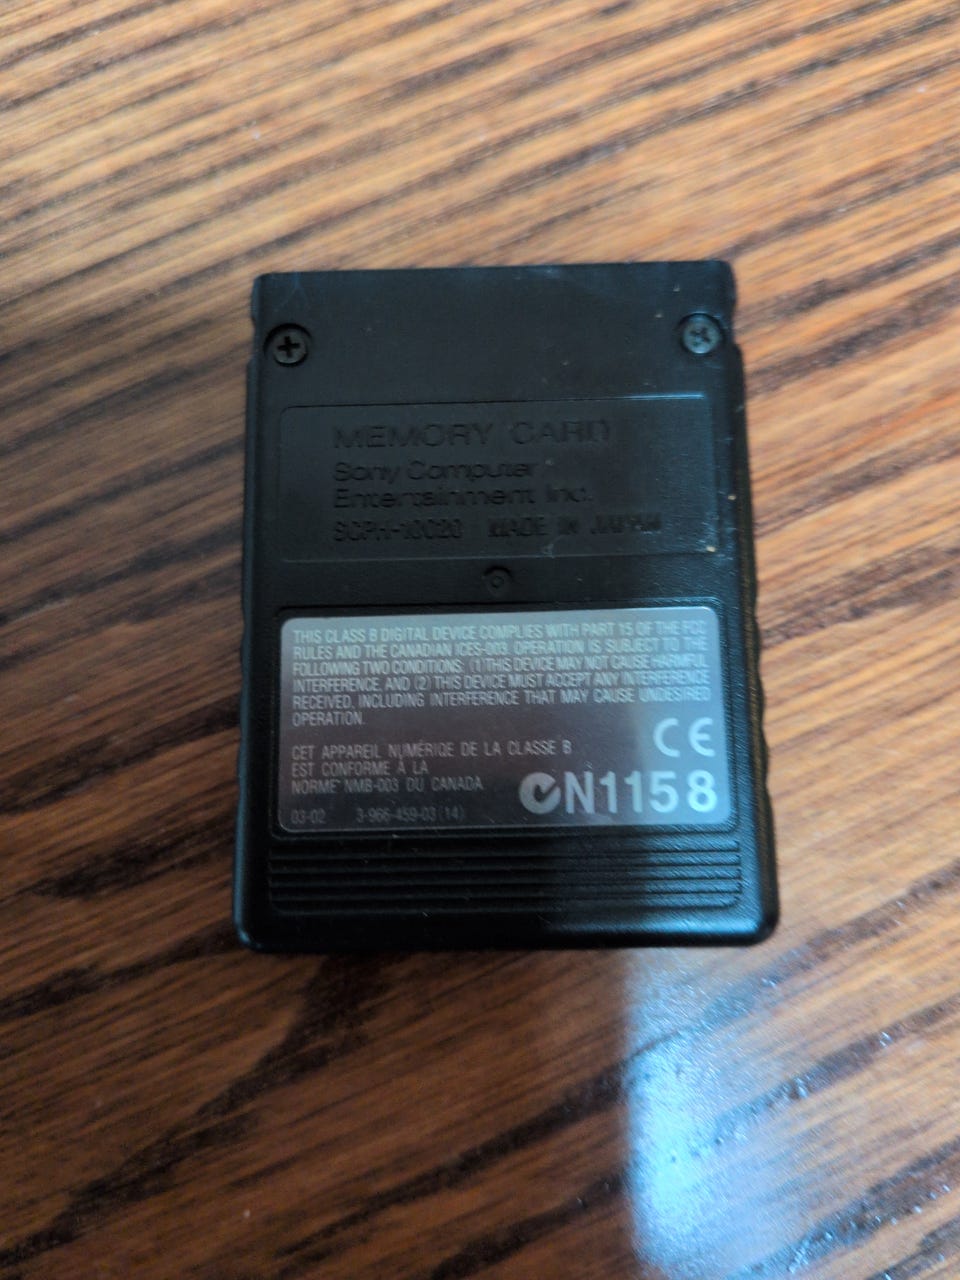 MEMORY CARD
Sony Computer
Entertainment Inc.
SCPH-10020 MADE IN JAPAN
THIS CLASS B DIGITAL DEVICE COMPLIES WITH PART 15 OF THE FCC
RULES AND THE CANADIAN ICES-003. OPERATION IS SUBJECT TO THE
FOLLOWING TWO CONDITIONS: (1) THIS DEVICE MAY NOT CAUSE HARMFUL
INTERFERENCE, AND (2) THIS DEVICE MUST ACCEPT ANY INTERFERENCE
RECEIVED, INCLUDING INTERFERENCE THAT MAY CAUSE UNDESIRED
OPERATION.
CET APPAREIL NUMÉRIQE DE LA CLASSE B
EST CONFORME À LA
NORME NMB-003 DU CANADA
CE
N1158
03-02 3-966-459-03 (14)